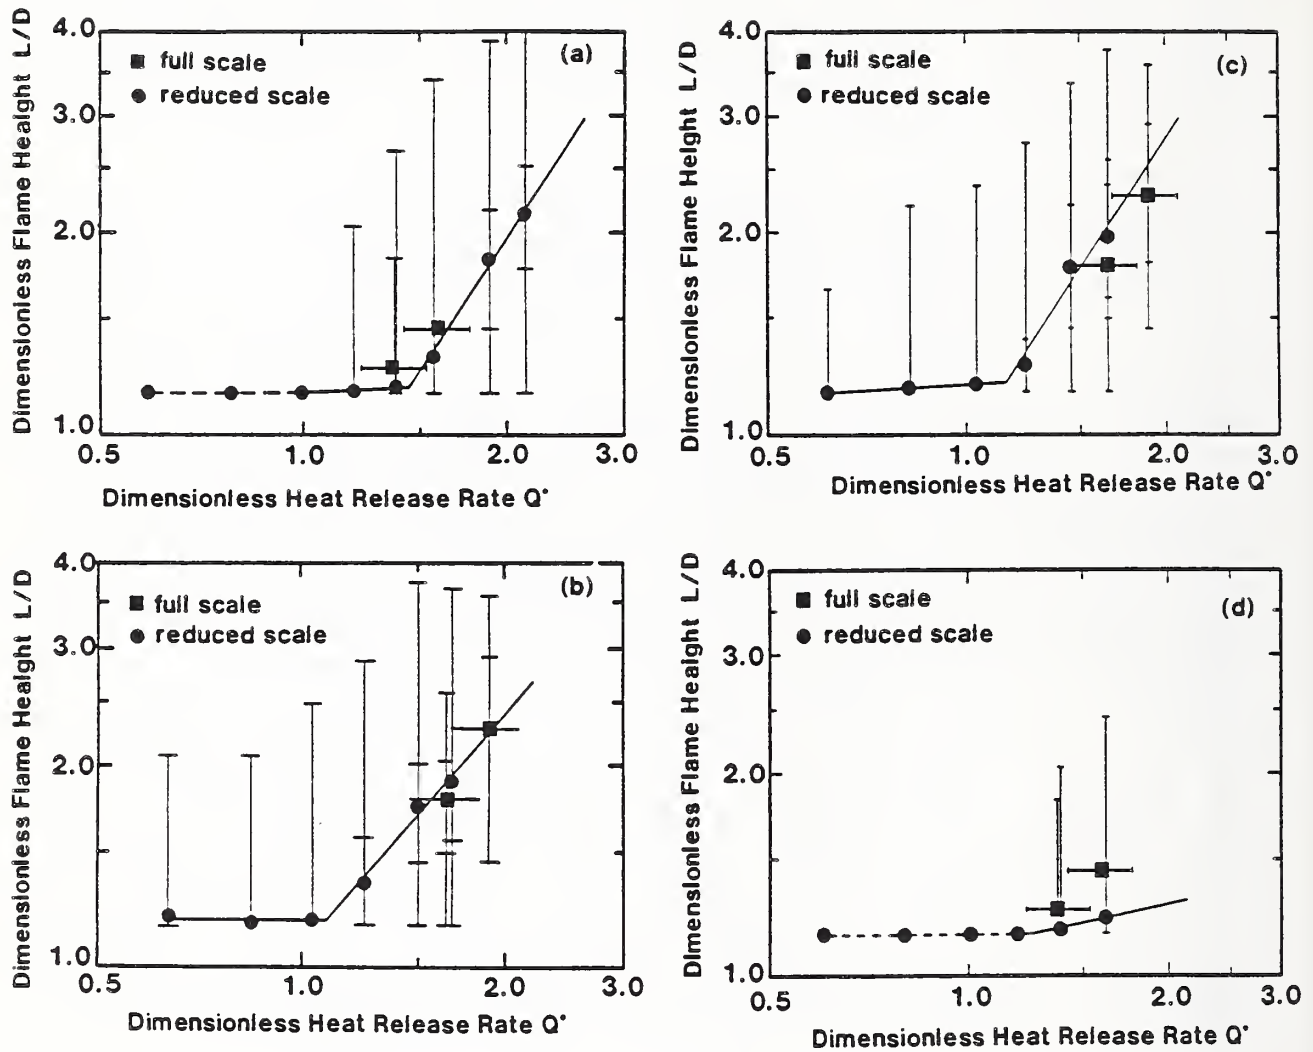 Dimensionless Flame Healght L/D
4.0
3.0
2.0
1.0
■ full scale
● reduced scale
(a)
0.5 1.0 2.0 3.0
Dimensionless Heat Release Rate Q*
Dimensionless Flame Height L/D
4.0
3.0
2.0
1.0
■ full scale
● reduced scale
(c)
0.5 1.0 2.0 3.0
Dimensionless Heat Release Rate Q*
Dimensionless Flame Healght L/D
4.0
3.0
2.0
1.0
■ full scale
● reduced scale
(b)
0.5 1.0 2.0 3.0
Dimensionless Heat Release Rate Q*
Dimensionless Flame Healght L/D
4.0
3.0
2.0
1.0
■ full scale
● reduced scale
(d)
0.5 1.0 2.0 3.0
Dimensionless Heat Release Rate Q*